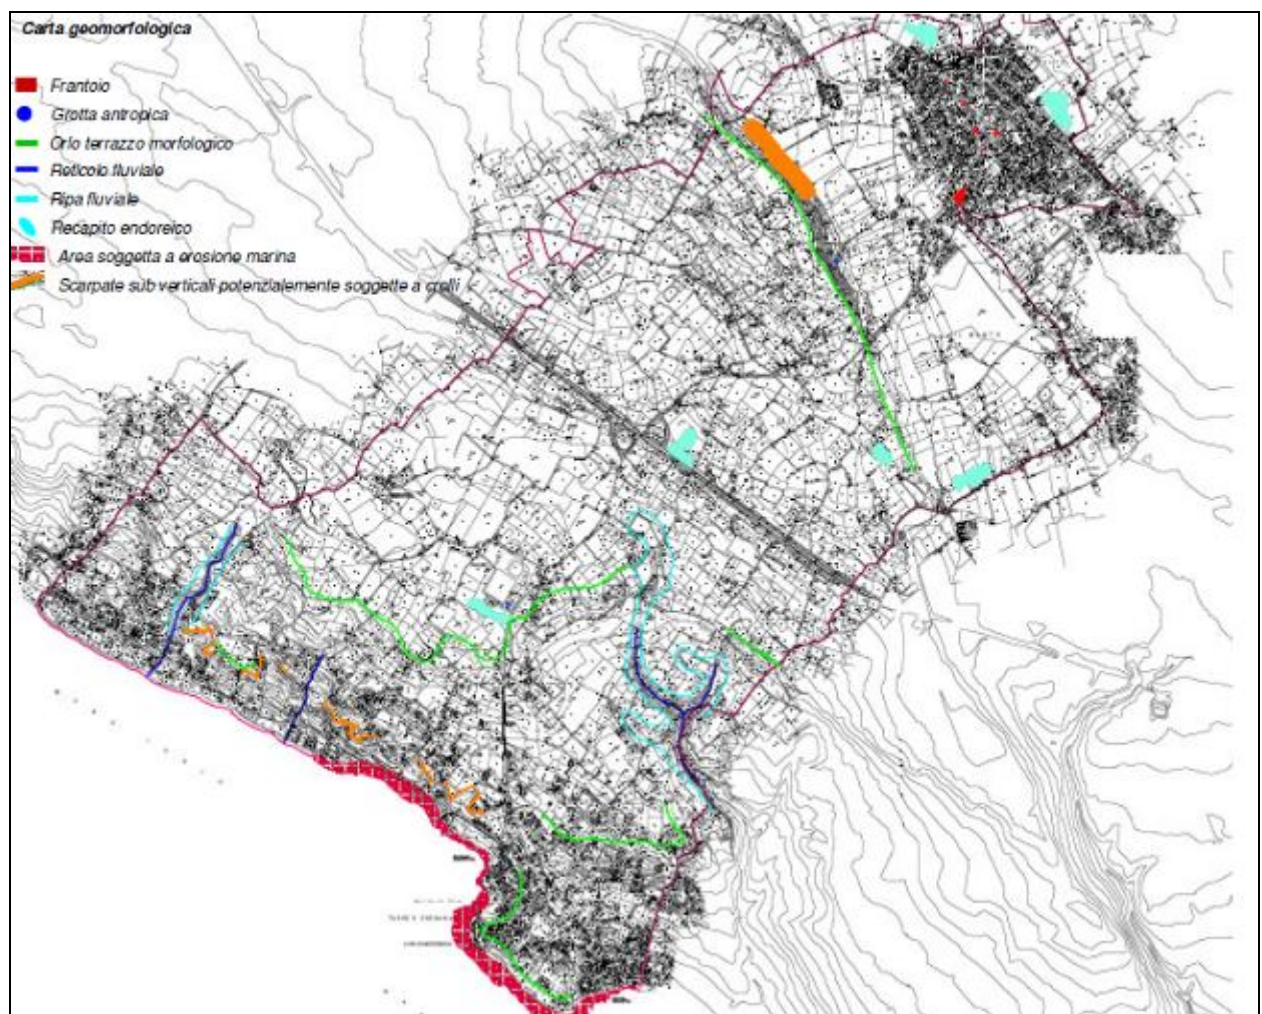 Carta geomorfologica
Frantoio
Grotta antropica
Orlo terrazzo morfologico
Reticolo fluviale
Ripa fluviale
Recapito endoreico
Area soggetta a erosione marina
Scarpate sub verticali potenzialemente soggette a crolli